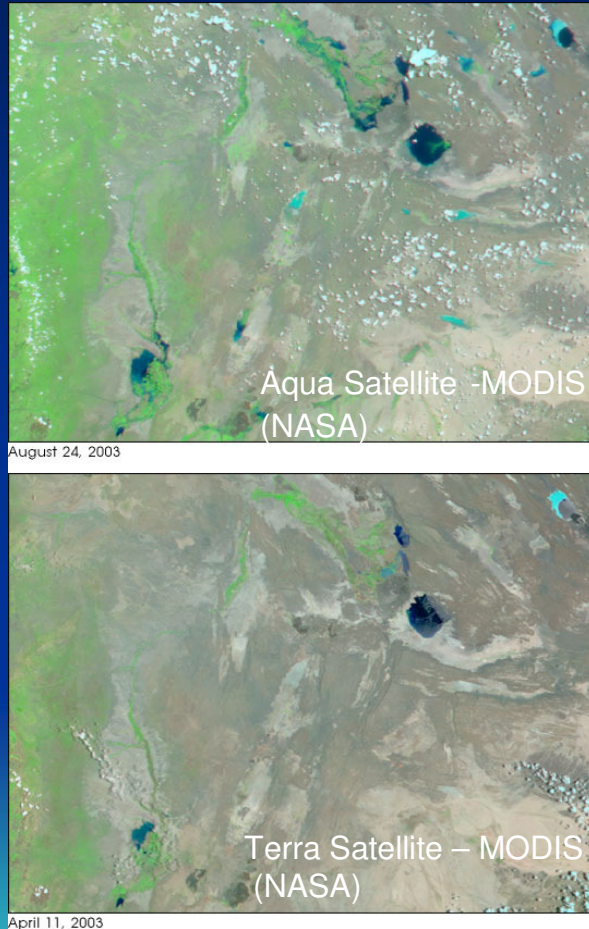 Aqua Satellite -MODIS
(NASA)
August 24, 2003
Terra Satellite – MODIS
(NASA)
April 11, 2003